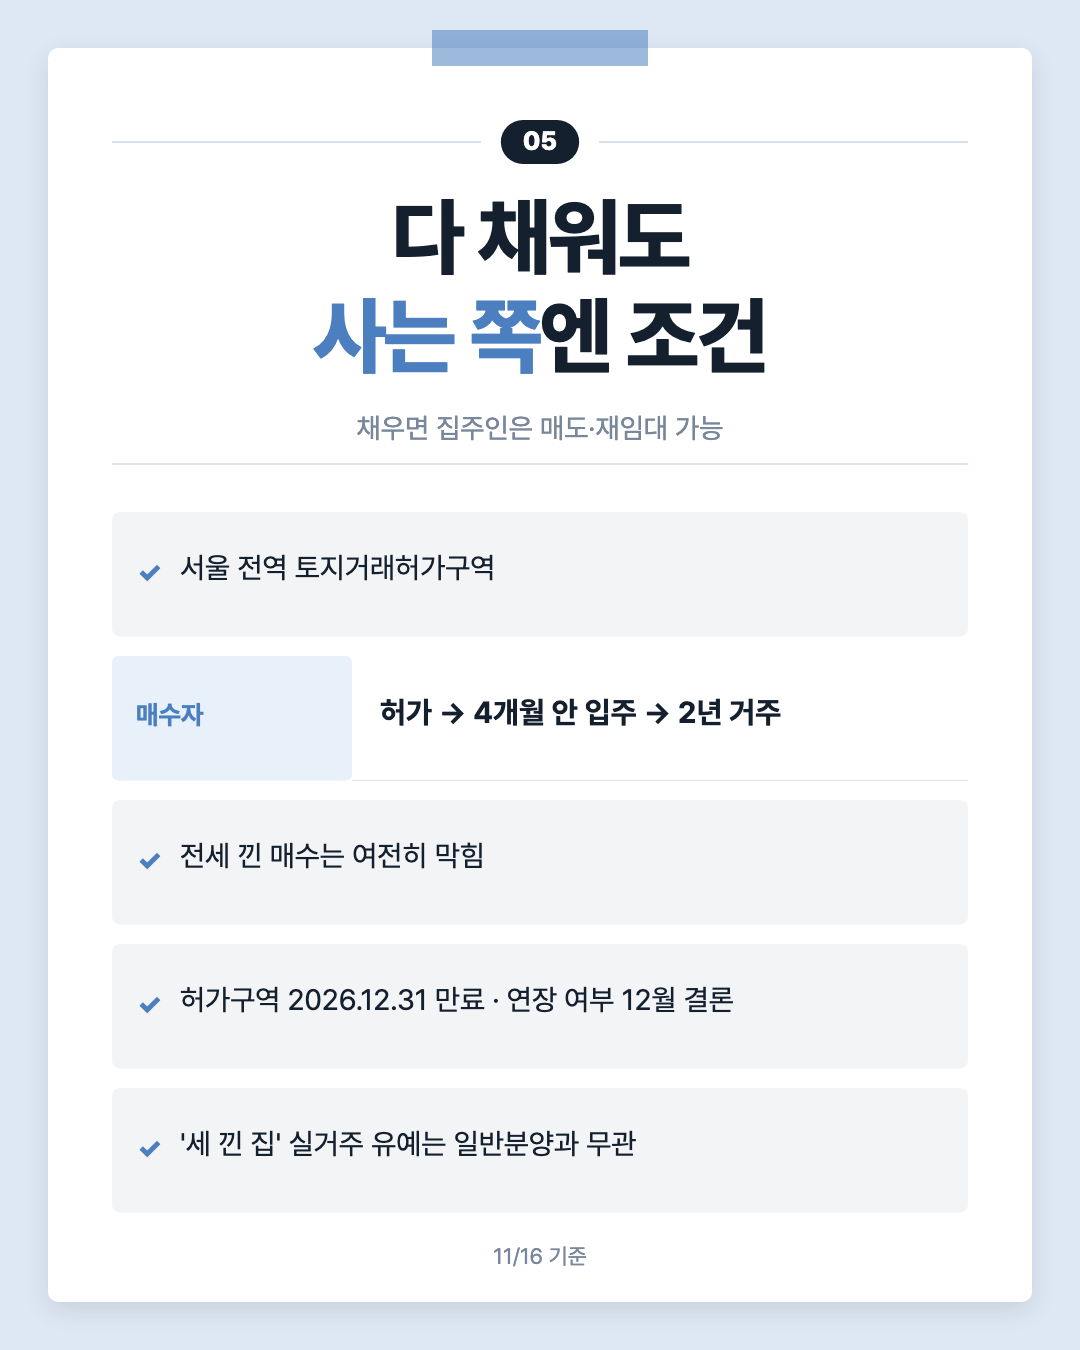 05
다 채워도
사는 쪽엔 조건
채우면 집주인은 매도·재임대 가능
서울 전역 토지거래허가구역
매수자
허가 → 4개월 안 입주 → 2년 거주
전세 낀 매수는 여전히 막힘
허가구역 2026.12.31 만료 · 연장 여부 12월 결론
'세 낀 집' 실거주 유예는 일반분양과 무관
11/16 기준